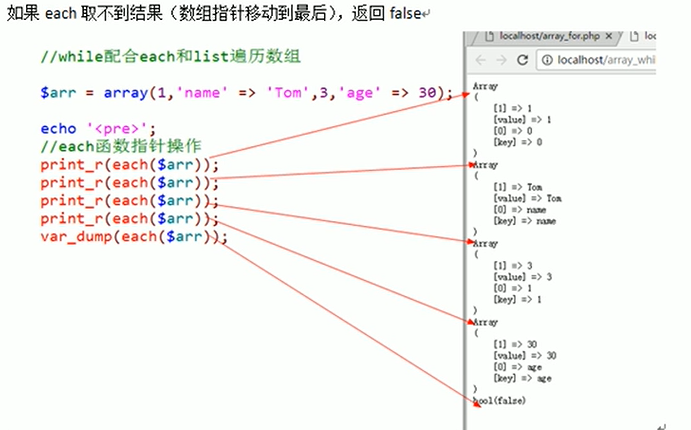 如果 each 取不到结果（数组指针移动到最后），返回 false
//while配合each和list遍历数组
$arr = array(1,'name' => 'Tom',3,'age' => 30);
echo '<pre>';
//each函数指针操作
print_r(each($arr));
print_r(each($arr));
print_r(each($arr));
print_r(each($arr));
var_dump(each($arr));
localhost/array_for.php
loc
localhost/array_whi
Array
(
[1] => 1
[value] => 1
[0] => 0
[key] => 0
)
Array
(
[1] => Tom
[value] => Tom
[0] => name
[key] => name
)
Array
(
[1] => 3
[value] => 3
[0] => 1
[key] => 1
)
Array
(
[1] => 30
[value] => 30
[0] => age
[key] => age
)
bool(false)